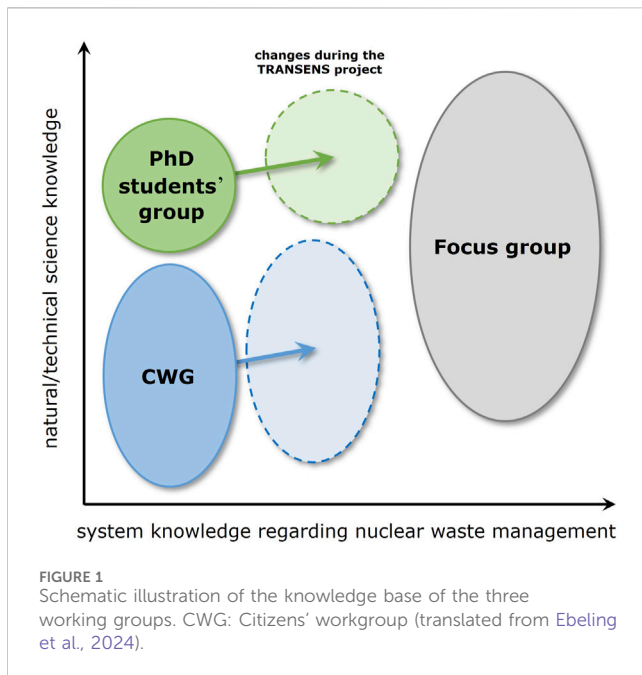 changes during the
TRANSENS project
natural/technical science knowledge
PhD
students’
group
Focus group
CWG
system knowledge regarding nuclear waste management
FIGURE 1
Schematic illustration of the knowledge base of the three
working groups. CWG: Citizens’ workgroup (translated from Ebeling
et al., 2024).